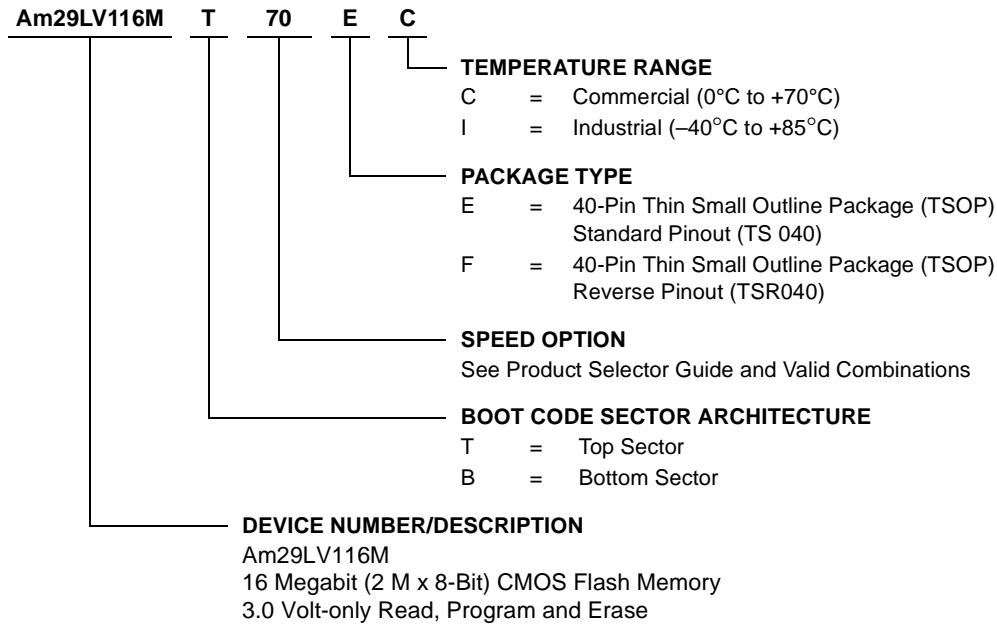 Am29LV116M T 70 E C
TEMPERATURE RANGE
C = Commercial (0°C to +70°C)
I = Industrial (–40°C to +85°C)
PACKAGE TYPE
E = 40-Pin Thin Small Outline Package (TSOP)
Standard Pinout (TS 040)
F = 40-Pin Thin Small Outline Package (TSOP)
Reverse Pinout (TSR040)
SPEED OPTION
See Product Selector Guide and Valid Combinations
BOOT CODE SECTOR ARCHITECTURE
T = Top Sector
B = Bottom Sector
DEVICE NUMBER/DESCRIPTION
Am29LV116M
16 Megabit (2 M x 8-Bit) CMOS Flash Memory
3.0 Volt-only Read, Program and Erase